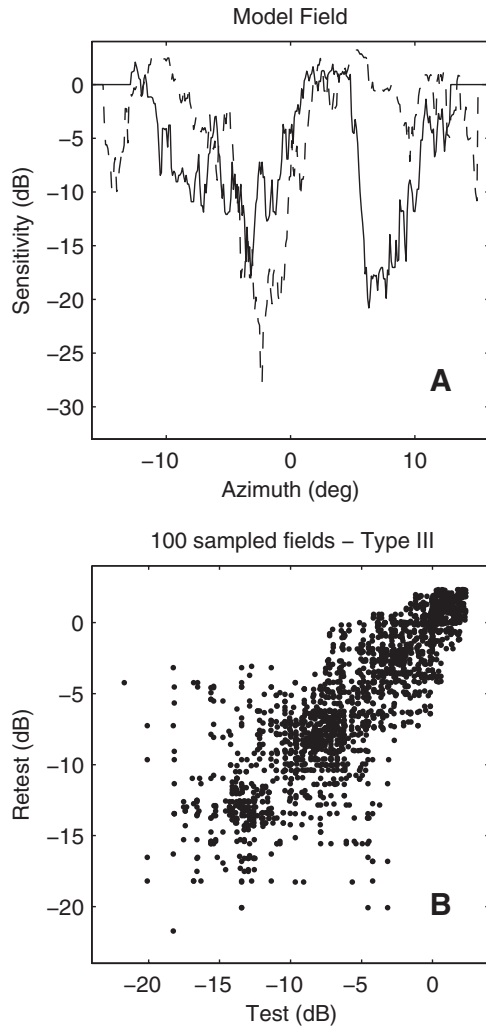 Model Field
0
−5
−10
−15
−20
−25
−30
Sensitivity (dB)
A
−10 0 10
Azimuth (deg)
100 sampled fields − Type III
0
−5
−10
−15
−20
Retest (dB)
B
−20 −15 −10 −5 0
Test (dB)